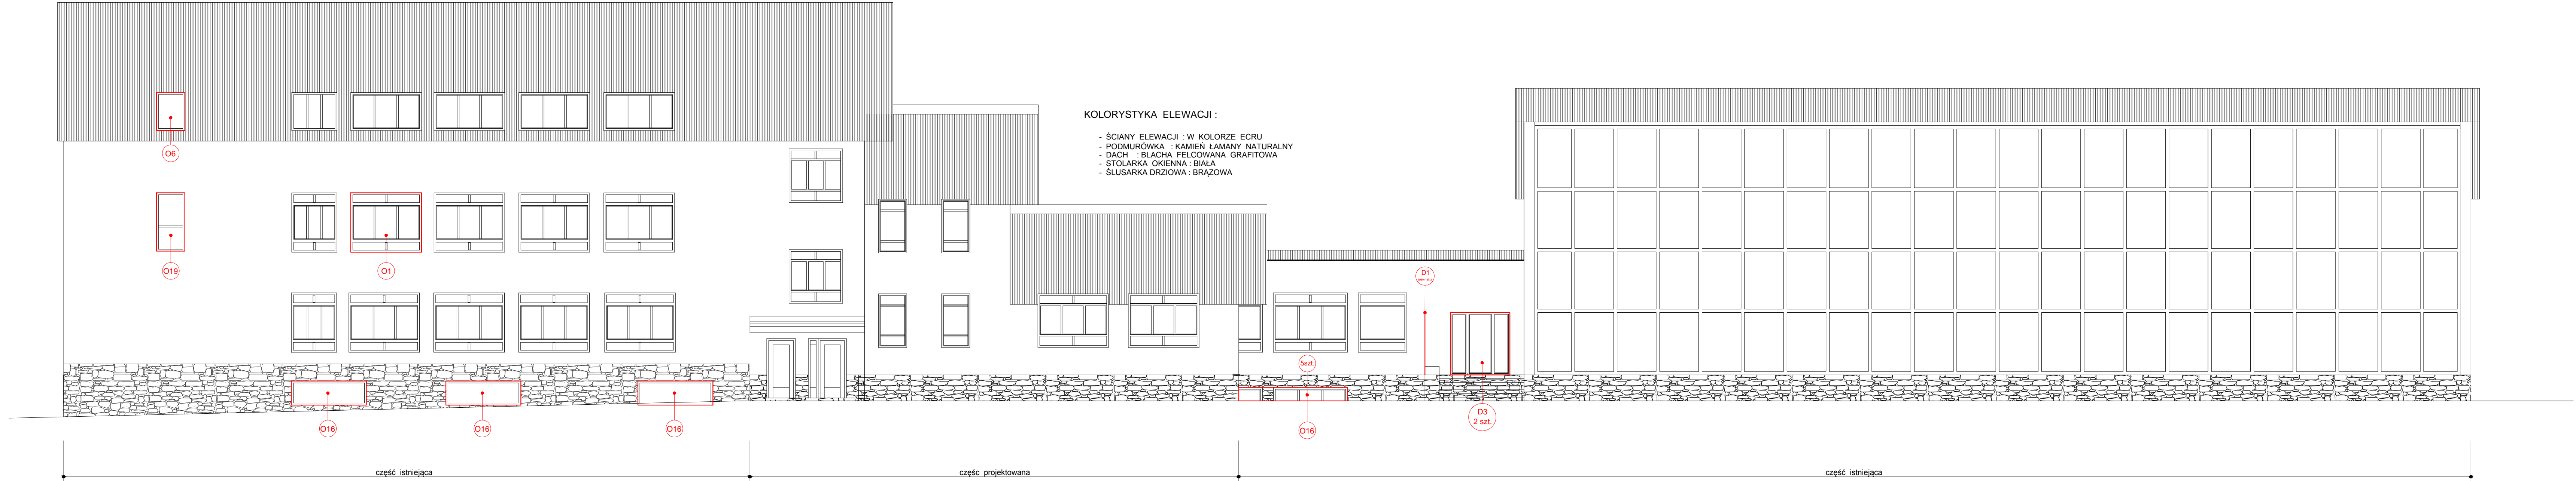 KOLORYSTYKA ELEWACJI :
- ŚCIANY ELEWACJI : W KOLORZE ECRU
- PODMURÓWKA : KAMIEŃ ŁAMANY NATURALNY
- DACH : BLACHA FELCOWANA GRAFITOWA
- STOLARKA OKIENNA : BIAŁA
- ŚLUSARKA DRZIOWA : BRĄZOWA
O6
O19
O1
D1
5szt.
O16
O16
O16
O16
D3
2 szt.
część istniejąca
częśc projektowana
część istniejąca